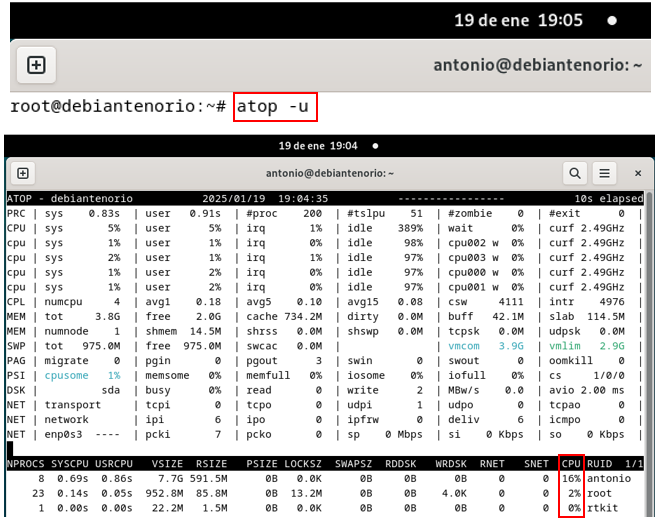 19 de ene 19:05
antonio@debiantenorio: ~
root@debiantenorio:~# atop -u
19 de ene 19:04
antonio@debiantenorio: ~
ATOP - debiantenorio 2025/01/19 19:04:35 ----------------- 10s elapsed
PRC | sys 0.83s | user 0.91s | #proc 200 | #tslpu 51 | #zombie 0 | #exit 0 |
CPU | sys 5% | user 5% | irq 1% | idle 389% | wait 0% | curf 2.49GHz |
cpu | sys 1% | user 1% | irq 0% | idle 98% | cpu002 w 0% | curf 2.49GHz |
cpu | sys 2% | user 1% | irq 1% | idle 97% | cpu003 w 0% | curf 2.49GHz |
cpu | sys 1% | user 2% | irq 0% | idle 97% | cpu000 w 0% | curf 2.49GHz |
cpu | sys 1% | user 2% | irq 0% | idle 97% | cpu001 w 0% | curf 2.49GHz |
CPL | numcpu 4 | avg1 0.18 | avg5 0.10 | avg15 0.08 | csw 4111 | intr 4976 |
MEM | tot 3.8G | free 2.0G | cache 734.2M | dirty 0.0M | buff 42.1M | slab 114.5M |
MEM | numnode 1 | shmem 14.5M | shrss 0.0M | shswp 0.0M | tcpsk 0.0M | udpsk 0.0M |
SWP | tot 975.0M | free 975.0M | swcac 0.0M | | vmcom 3.9G | vmlim 2.9G |
PAG | migrate 0 | pgin 0 | pgout 3 | swin 0 | swout 0 | oomkill 0 |
PSI | cpusome 1% | memsome 0% | memfull 0% | iosome 0% | iofull 0% | cs 1/0/0 |
DSK | sda | busy 0% | read 0 | write 2 | MBw/s 0.0 | avio 2.00 ms |
NET | transport | tcpi 0 | tcpo 0 | udpi 1 | udpo 0 | tcpao 0 |
NET | network | ipi 6 | ipo 0 | ipfrw 0 | deliv 6 | icmpo 0 |
NET | enp0s3 ---- | pcki 7 | pcko 0 | sp 0 Mbps | si 0 Kbps | so 0 Kbps |
NPROCS SYSCPU USRCPU VSIZE RSIZE PSIZE LOCKSZ SWAPSZ RDDSK WRDSK RNET SNET CPU RUID 1/1
8 0.69s 0.86s 7.7G 591.5M 0B 0.0K 0B 0B 0B 0 0 16% antonio
23 0.14s 0.05s 952.8M 85.8M 0B 13.2M 0B 0B 4.0K 0 0 2% root
1 0.00s 0.00s 22.2M 1.5M 0B 0.0K 0B 0B 0B 0 0 0% rtkit